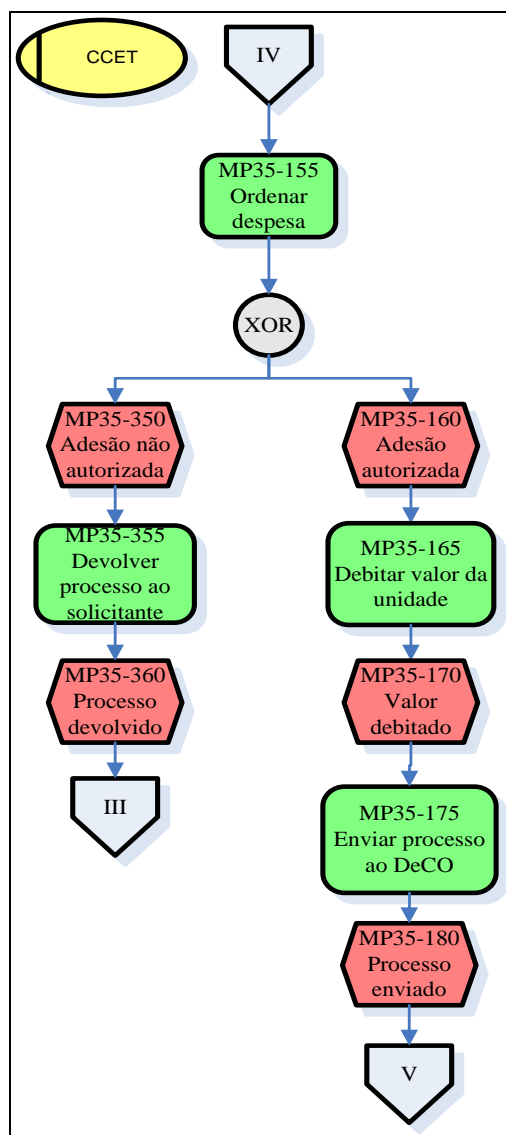 CCET
IV
MP35-155
Ordenar
despesa
XOR
MP35-350
Adesão não
autorizada
MP35-160
Adesão
autorizada
MP35-355
Devolver
processo ao
solicitante
MP35-165
Debitar valor da
unidade
MP35-360
Processo
devolvido
MP35-170
Valor
debitado
III
MP35-175
Enviar processo
ao DeCO
MP35-180
Processo
enviado
V